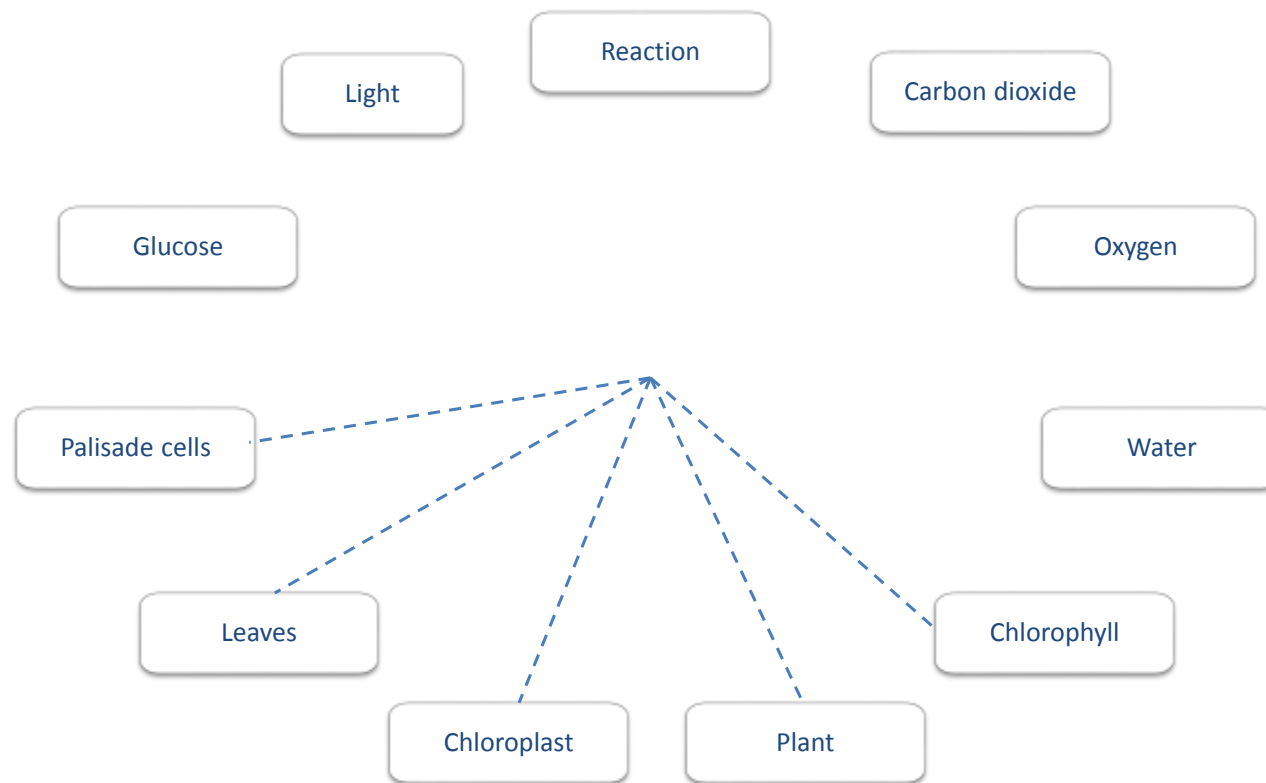 Reaction
Light
Carbon dioxide
Glucose
Oxygen
Palisade cells
Water
Leaves
Chlorophyll
Chloroplast
Plant